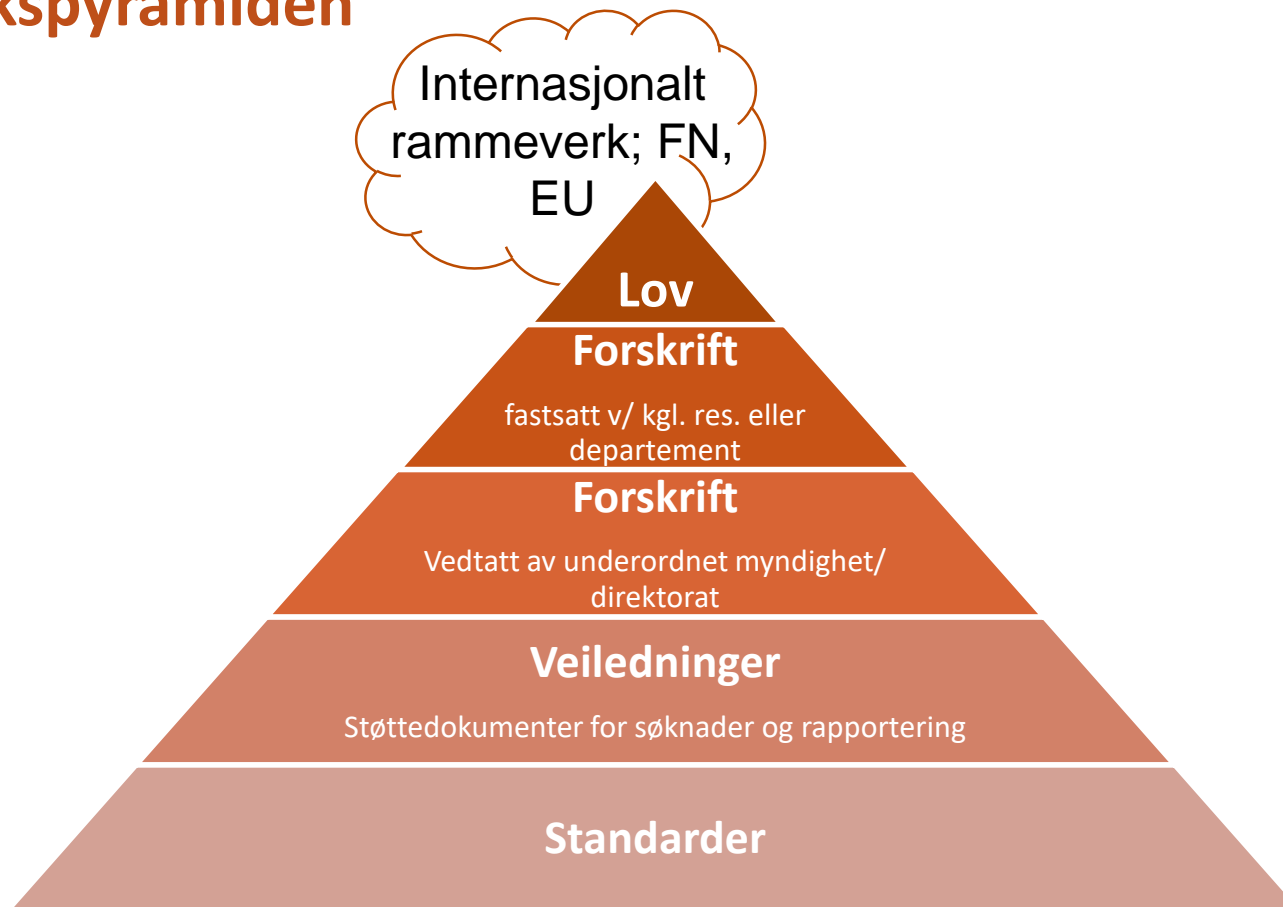 kspyramiden
Internasjonalt
rammeverk; FN,
EU
Lov
Forskrift
fastsatt v/ kgl. res. eller
departement
Forskrift
Vedtatt av underordnet myndighet/
direktorat
Veiledninger
Støttedokumenter for søknader og rapportering
Standarder